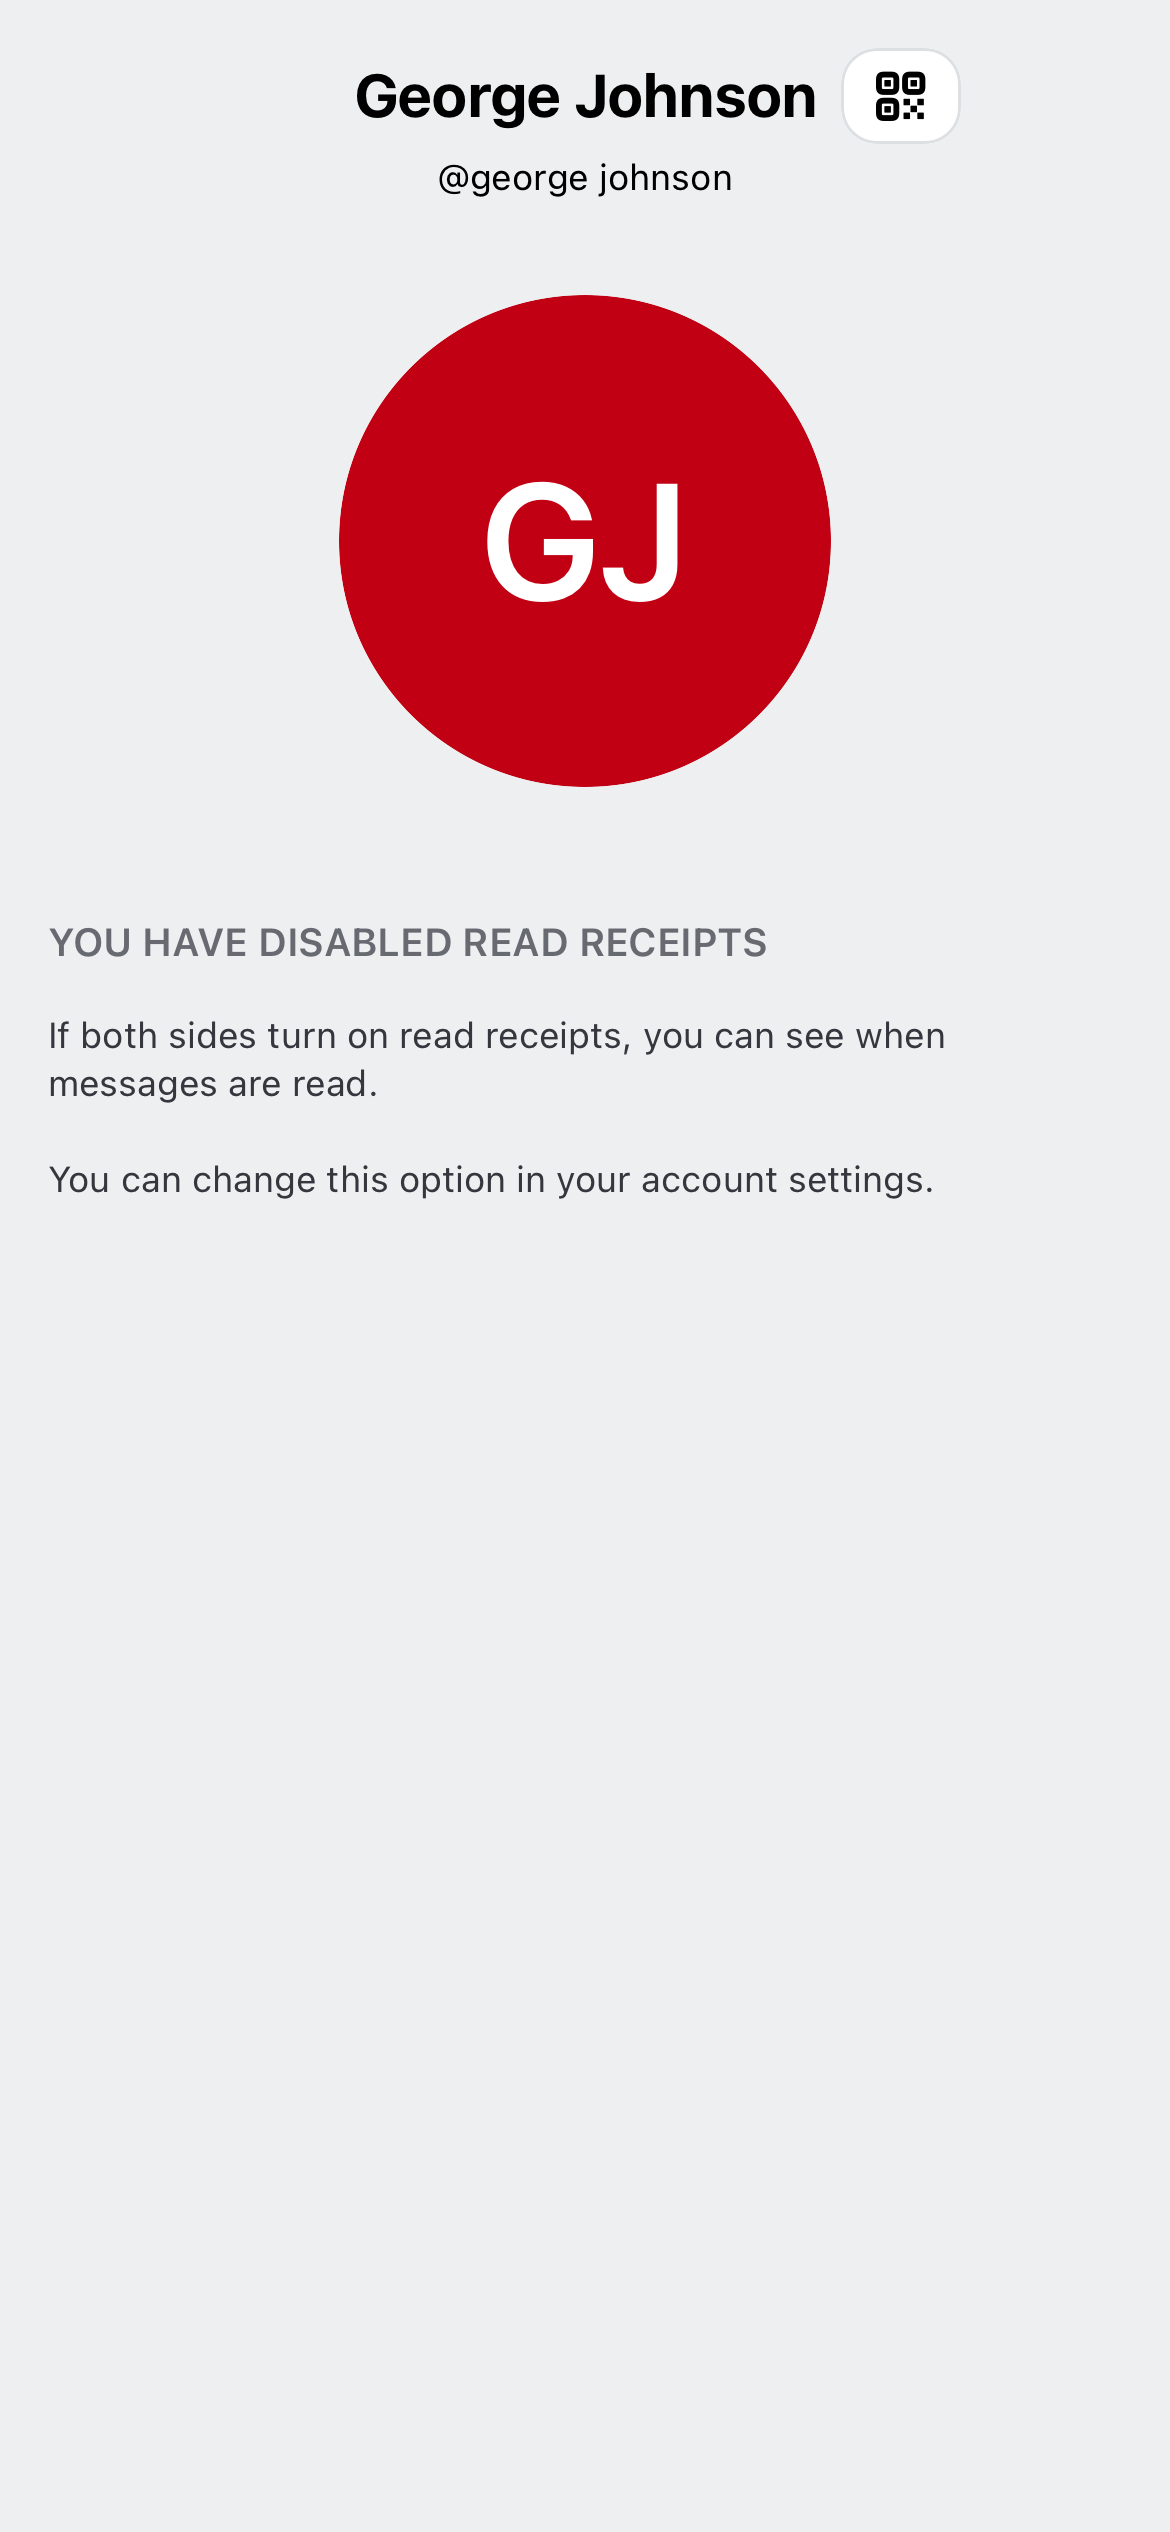 George Johnson
@george johnson
GJ
YOU HAVE DISABLED READ RECEIPTS
If both sides turn on read receipts, you can see when
messages are read.
You can change this option in your account settings.